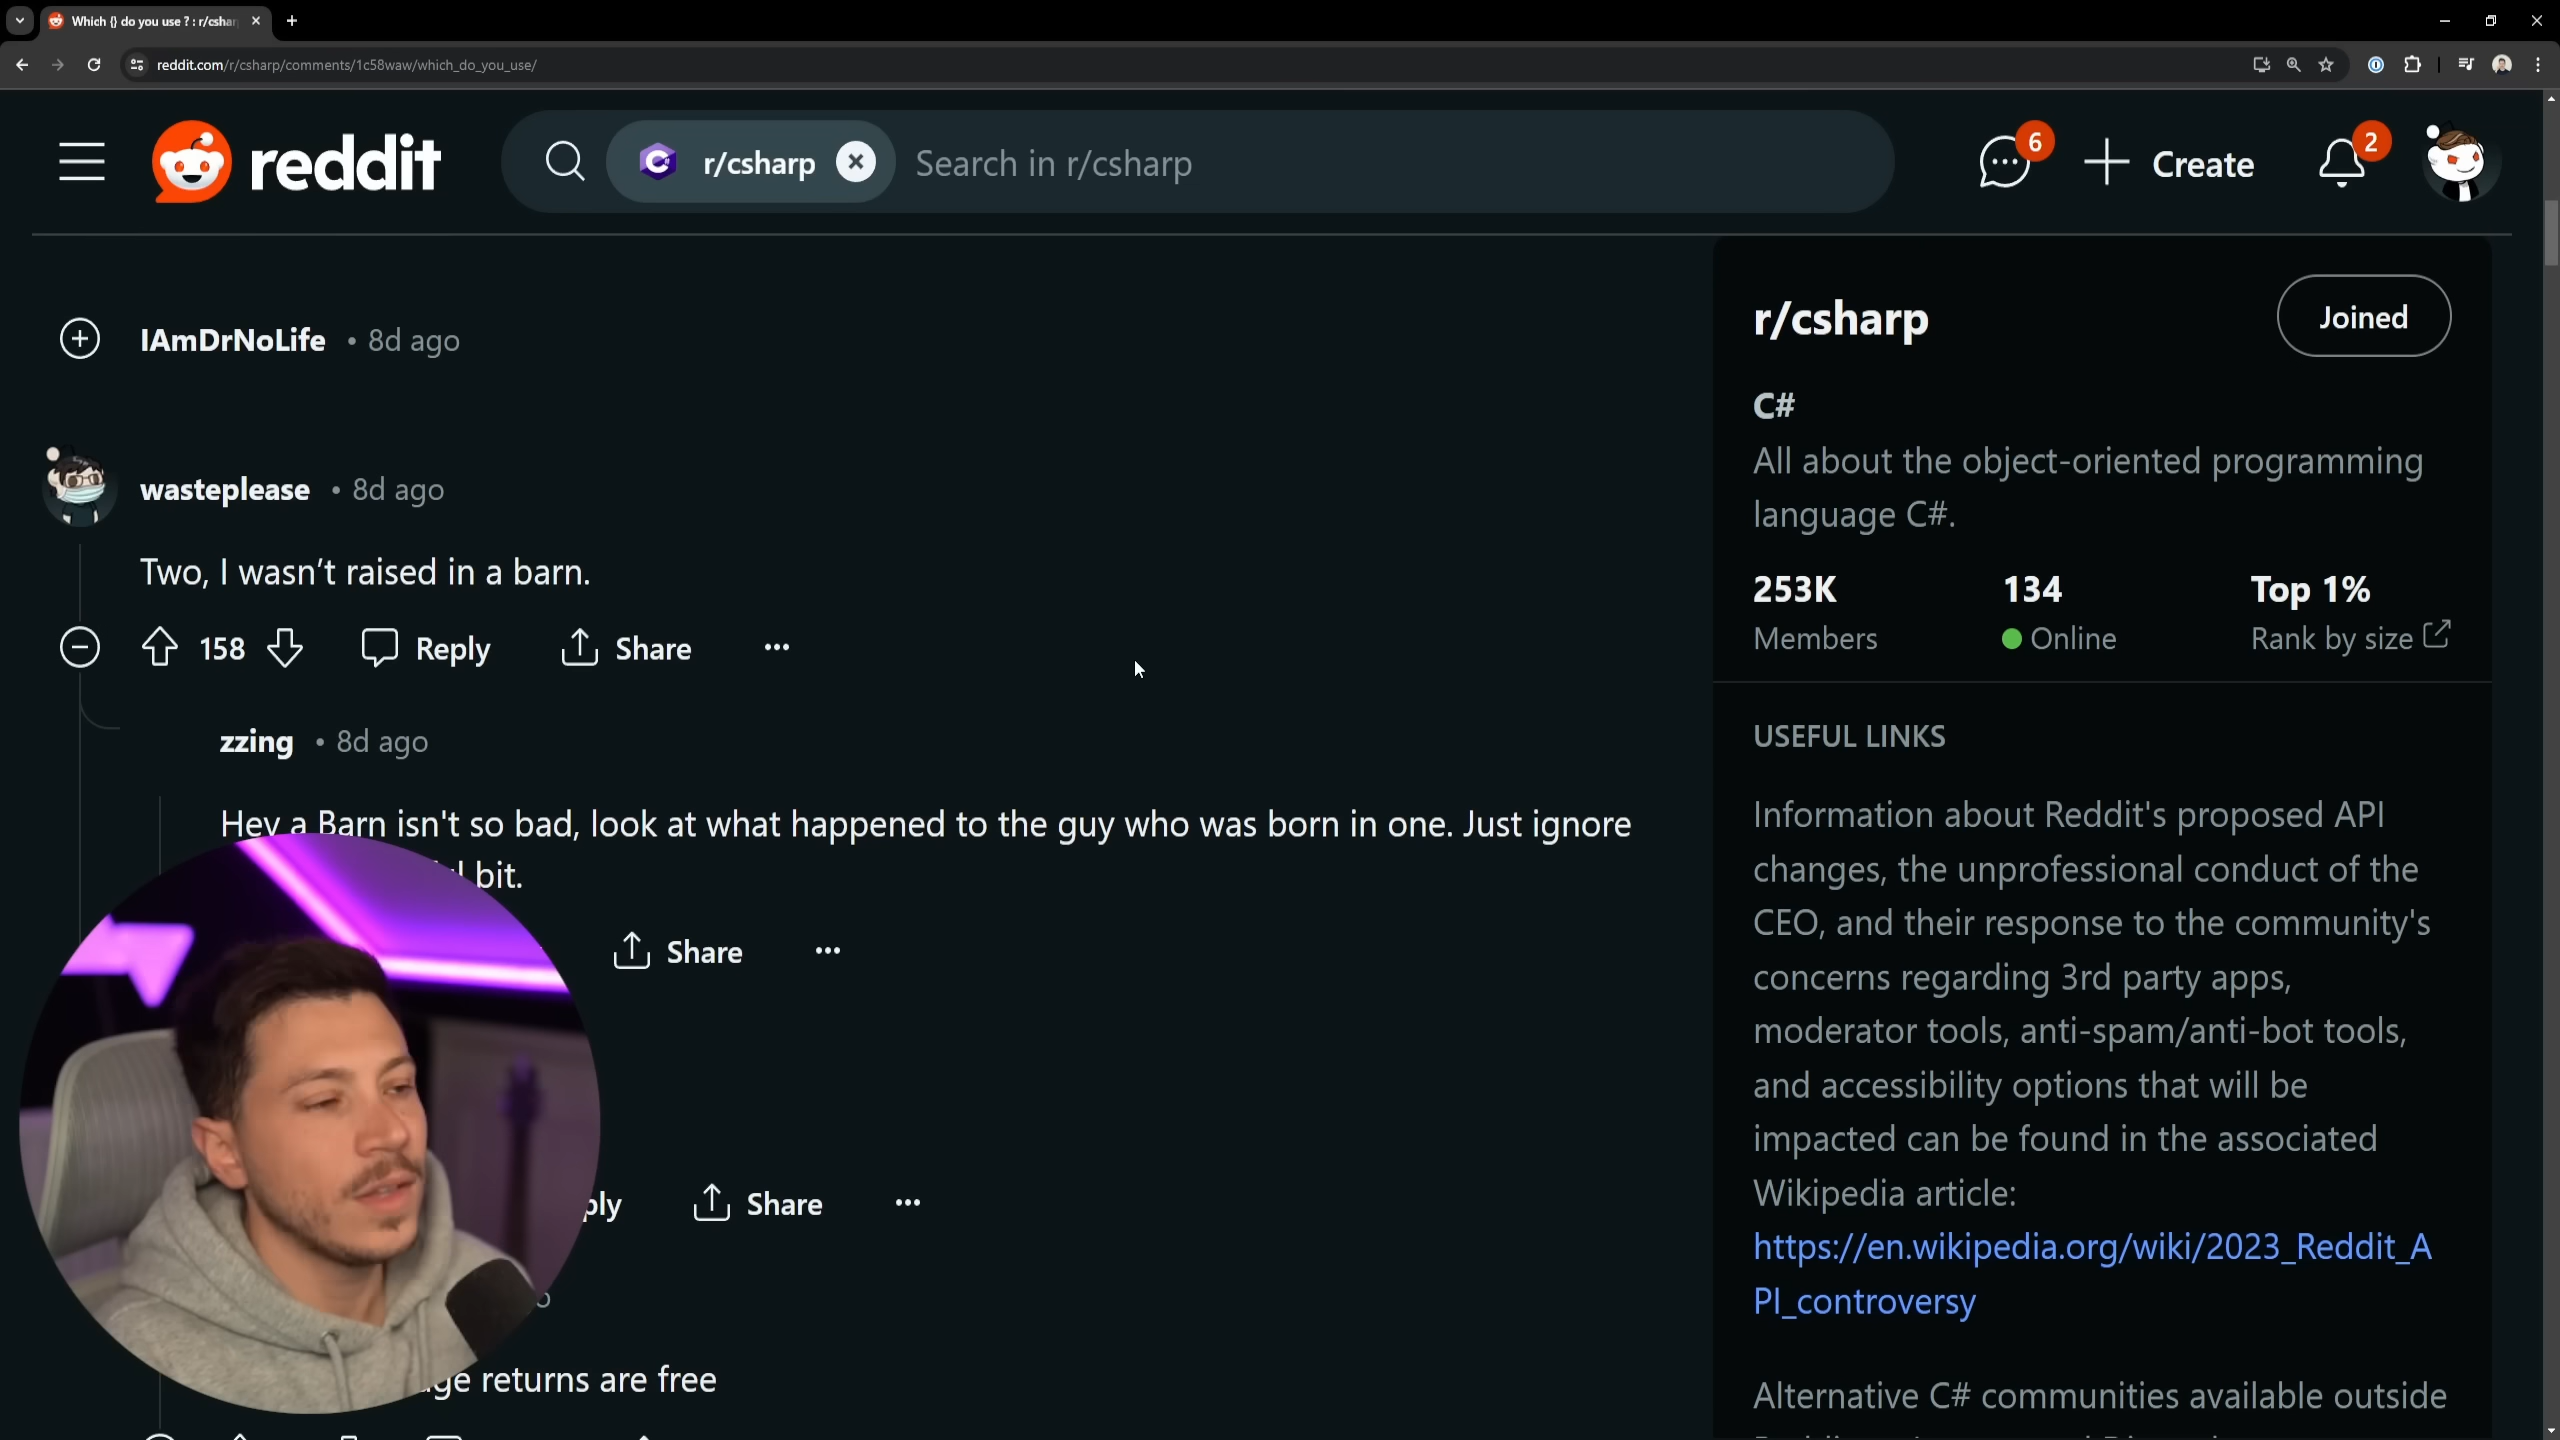 Which {} do you use ? : r/cshar
reddit.com/r/csharp/comments/1c58waw/which_do_you_use/
reddit
r/csharp
Search in r/csharp
6
Create
2
IAmDrNoLife • 8d ago
wasteplease • 8d ago
Two, I wasn’t raised in a barn.
158
Reply
Share
zzing • 8d ago
Hey a Barn isn't so bad, look at what happened to the guy who was born in one. Just ignore
bit.
Share
Share
returns are free
r/csharp
Joined
C#
All about the object-oriented programming
language C#.
253K
134
Top 1%
Members
Online
Rank by size
USEFUL LINKS
Information about Reddit's proposed API
changes, the unprofessional conduct of the
CEO, and their response to the community's
concerns regarding 3rd party apps,
moderator tools, anti-spam/anti-bot tools,
and accessibility options that will be
impacted can be found in the associated
Wikipedia article:
https://en.wikipedia.org/wiki/2023_Reddit_A
PI_controversy
Alternative C# communities available outside